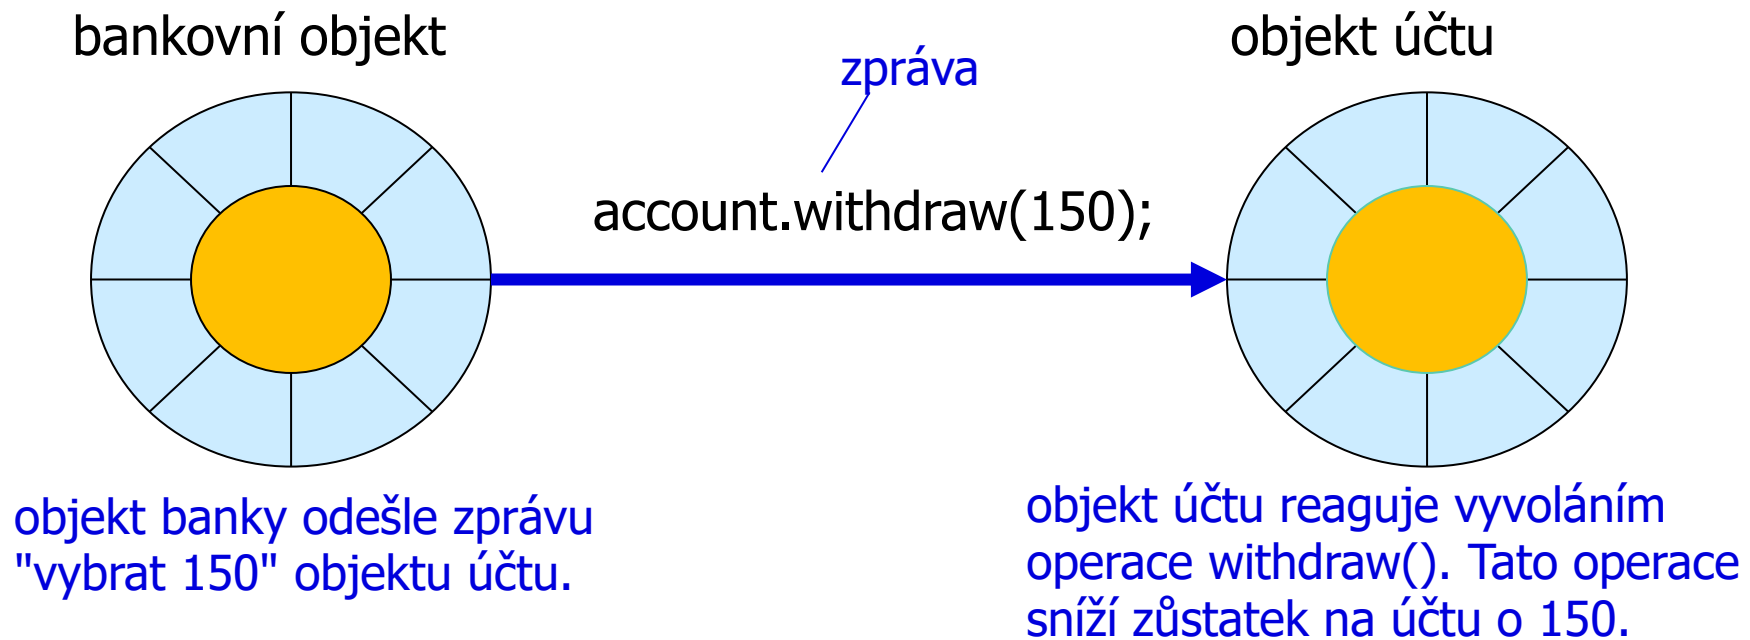 bankovní objekt
zpráva
objekt účtu
account.withdraw(150);
objekt banky odešle zprávu
"vybrat 150" objektu účtu.
objekt účtu reaguje vyvoláním
operace withdraw(). Tato operace
sníží zůstatek na účtu o 150.